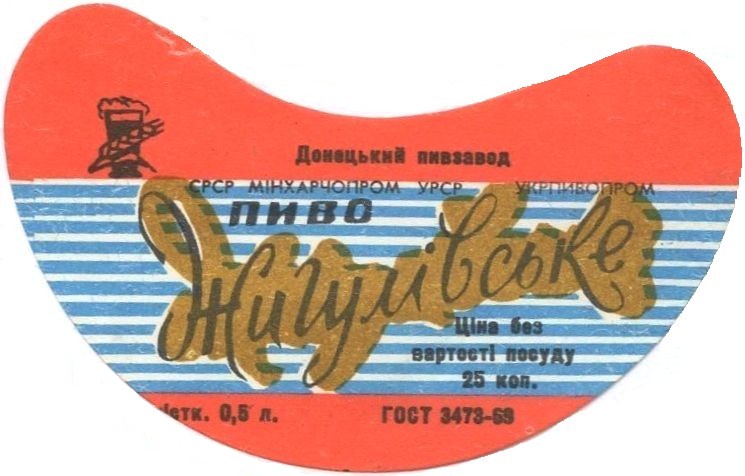 Донецький пивзавод
СРСР МІНХАРЧОПРОМ УРСР УКРПИВОПРОМ
ПИВО
Жигулівське
Ціна без
вартості посуду
25 коп.
0,5 л. ГОСТ 3473-69